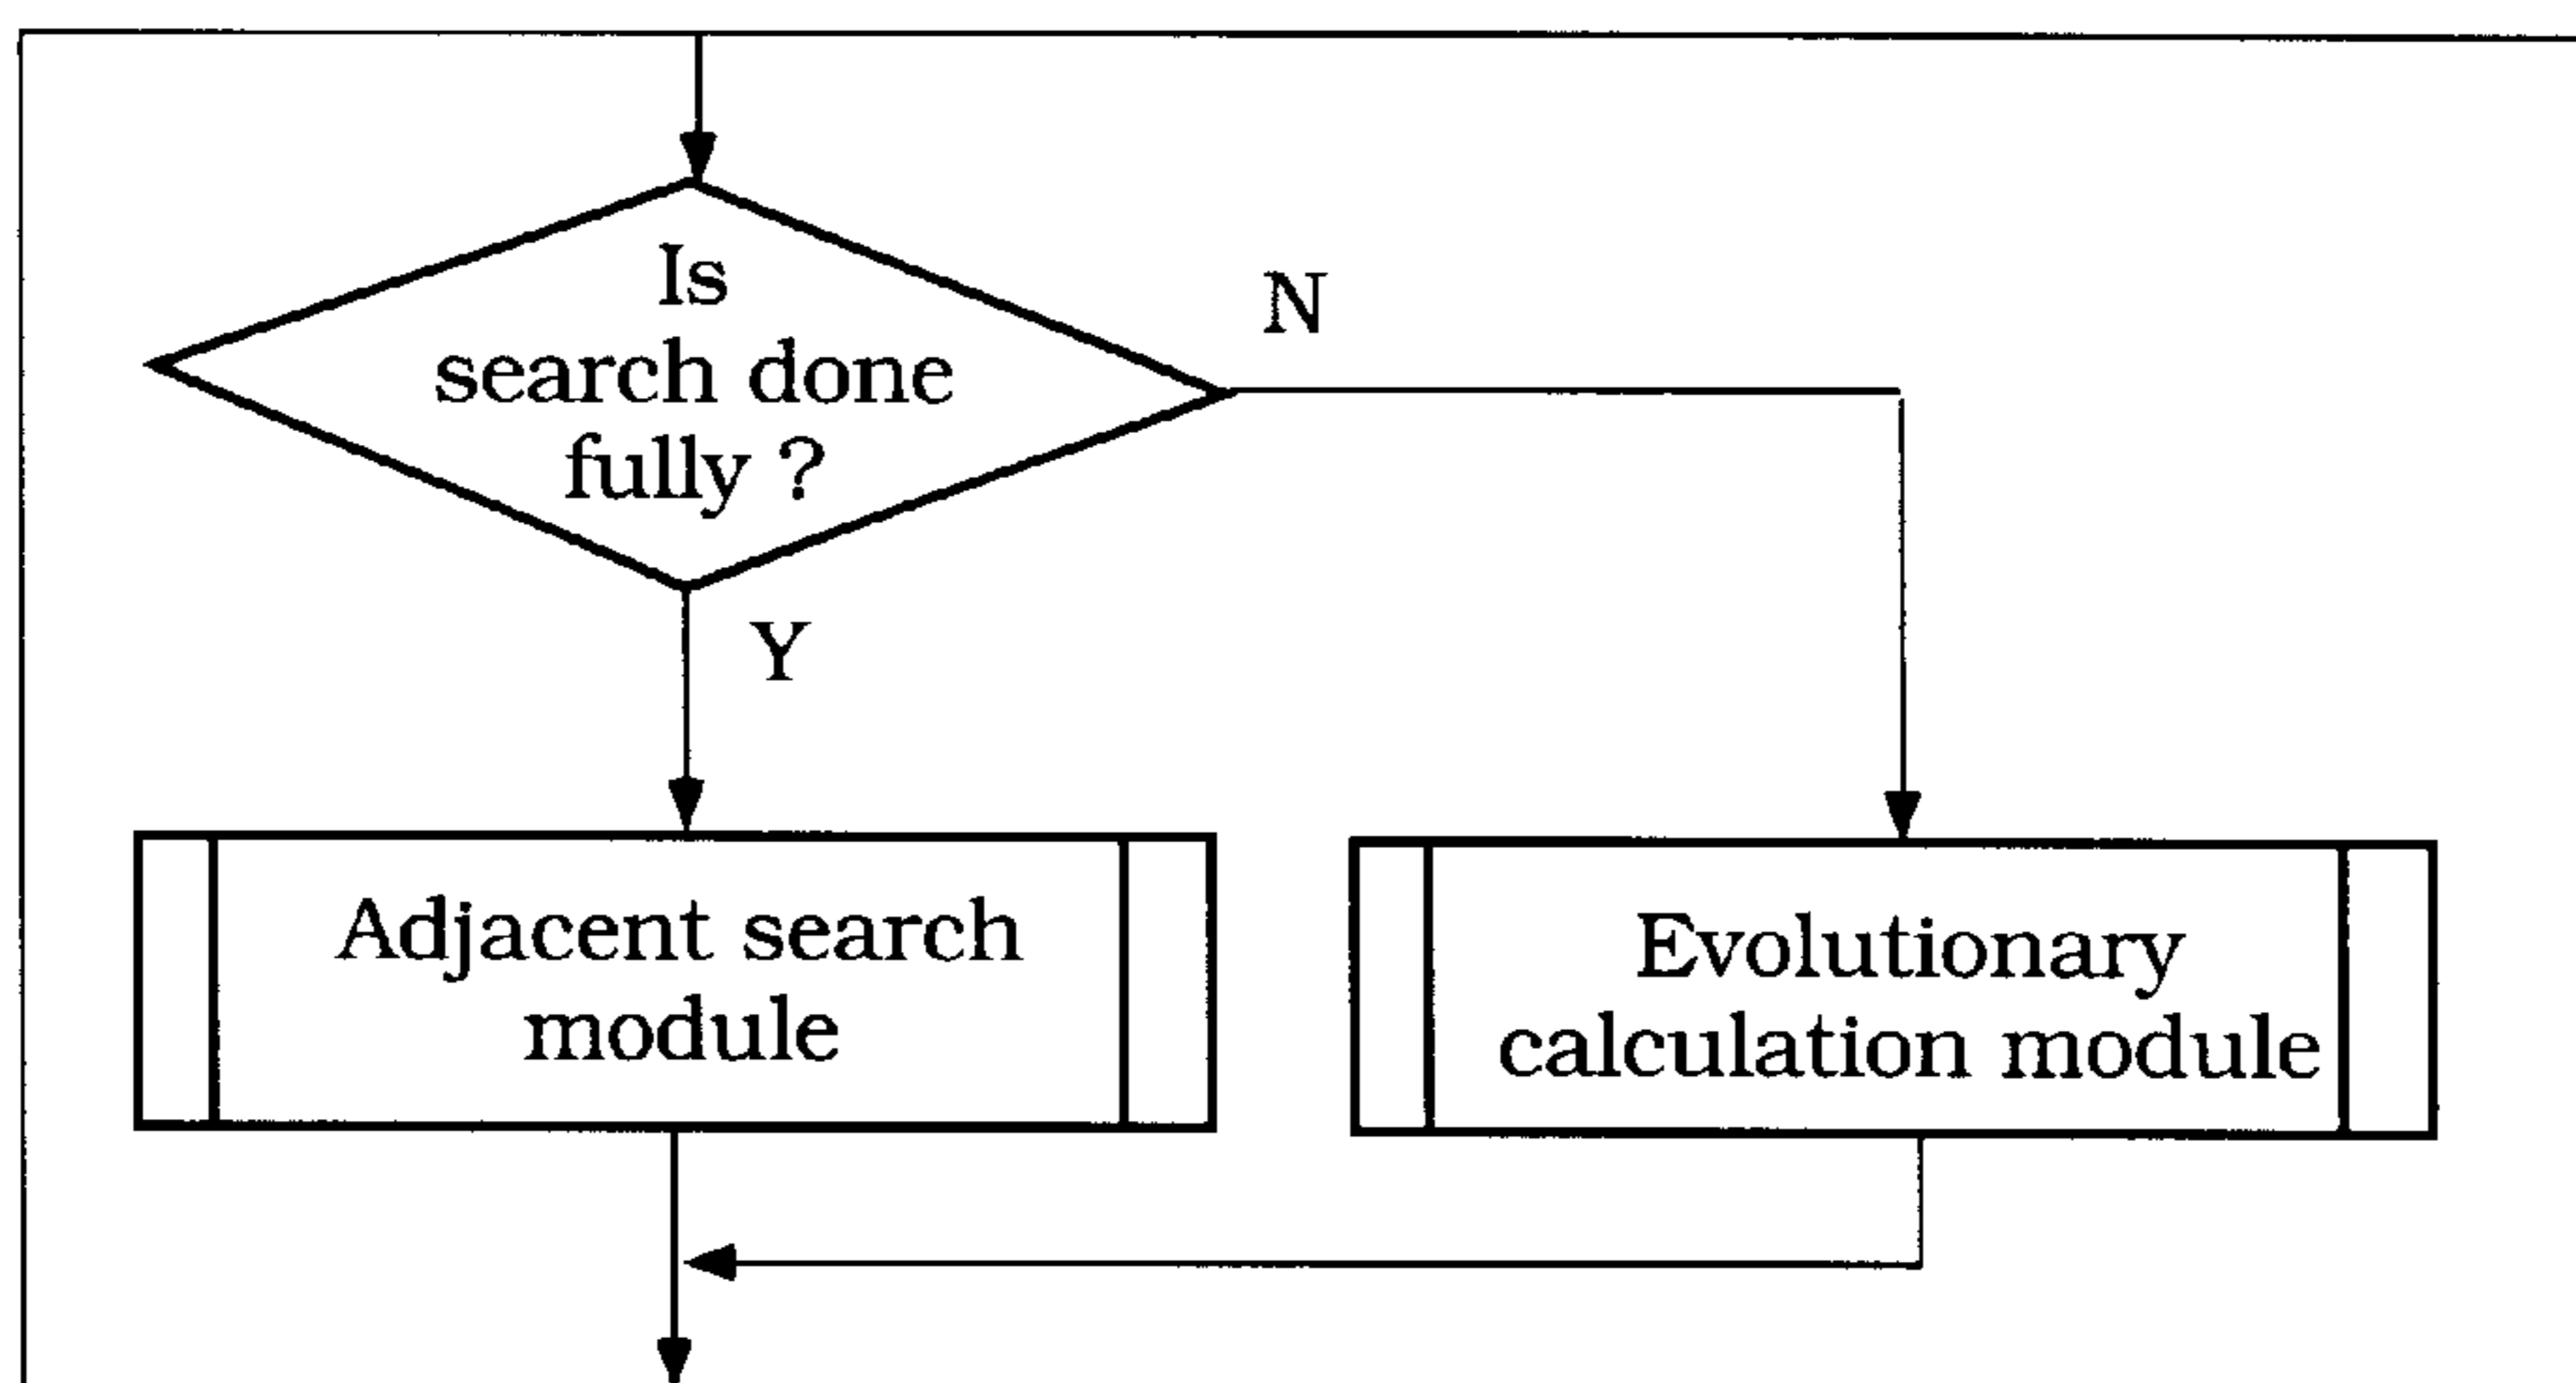 Is
search done
fully ?
N
Y
Adjacent search
module
Evolutionary
calculation module